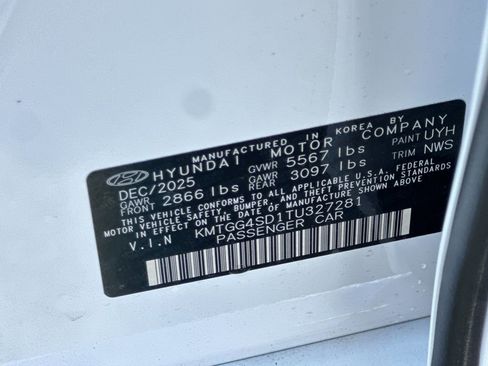 MANUFACTURED IN KOREA BY
HYUNDAI MOTOR COMPANY
DEC/2025 GVWR 5567 lbs PAINT UYH
GAWR FRONT 2866 lbs GAWR REAR 3097 lbs TRIM NWS
THIS VEHICLE CONFORMS TO ALL APPLICABLE U.S.A. FEDERAL
MOTOR VEHICLE SAFETY, BUMPER, AND THEFT PREVENTION STANDARDS
IN EFFECT ON THE DATE OF MANUFACTURE SHOWN ABOVE.
V.I.N KMTGG4SD1TU327281
PASSENGER CAR